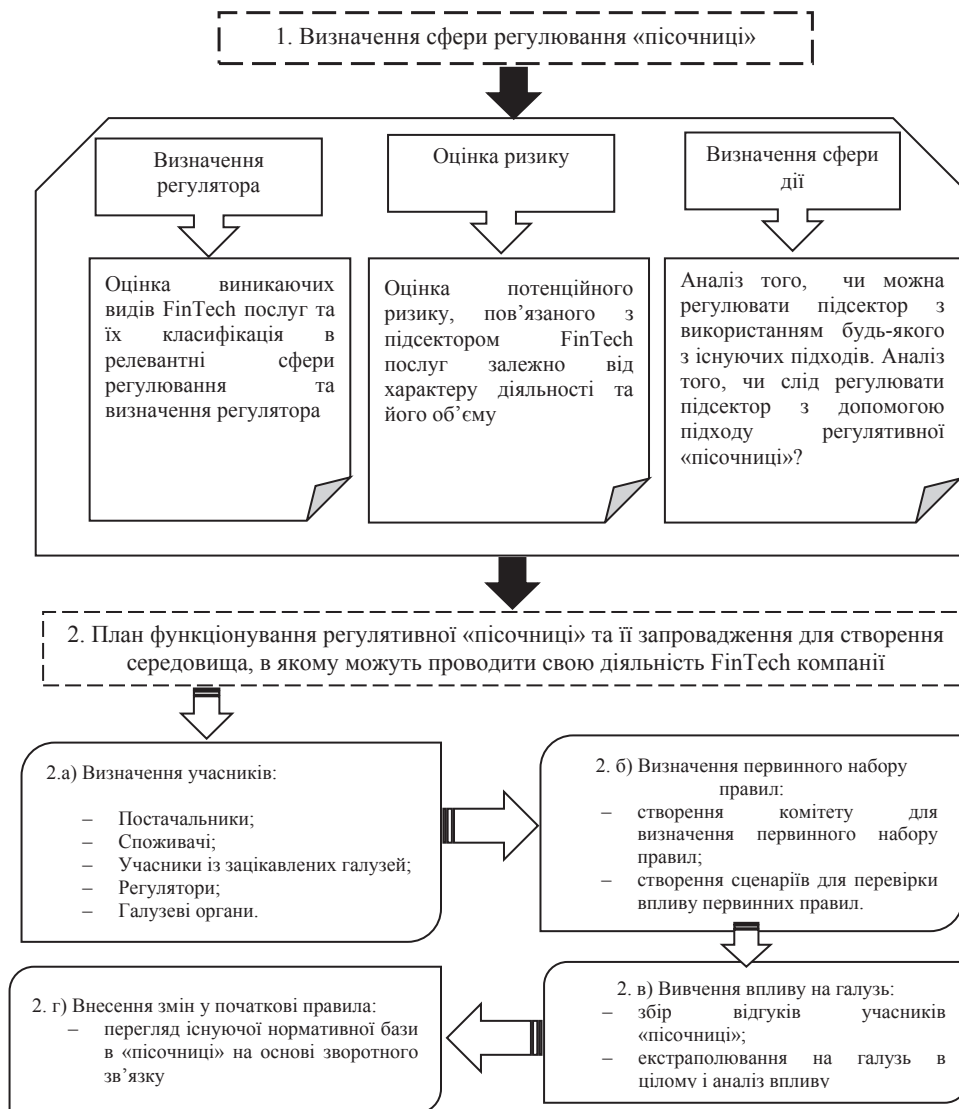 1. Визначення сфери регулювання «пісочниці»
Визначення
регулятора
Оцінка ризику
Визначення сфери
дії
Оцінка виникаючих
видів FinTech послуг та
їх класифікація в
релевантні сфери
регулювання та
визначення регулятора
Оцінка потенційного
ризику, пов’язаного з
підсектором FinTech
послуг залежно від
характеру діяльності та
його об’єму
Аналіз того, чи можна
регулювати підсектор з
використанням будь-якого
з існуючих підходів. Аналіз
того, чи слід регулювати
підсектор з допомогою
підходу регулятивної
«пісочниці»?
2. План функціонування регулятивної «пісочниці» та її запровадження для створення
середовища, в якому можуть проводити свою діяльність FinTech компанії
2.а) Визначення учасників:
– Постачальники;
– Споживачі;
– Учасники із зацікавлених галузей;
– Регулятори;
– Галузеві органи.
2. б) Визначення первинного набору
правил:
– створення комітету для
визначення первинного набору
правил;
– створення сценаріїв для перевірки
впливу первинних правил.
2. в) Вивчення впливу на галузь:
– збір відгуків учасників
«пісочниці»;
– екстраполювання на галузь в
цілому і аналіз впливу
2. г) Внесення змін у початкові правила:
– перегляд існуючої нормативної бази
в «пісочниці» на основі зворотного
зв’язку